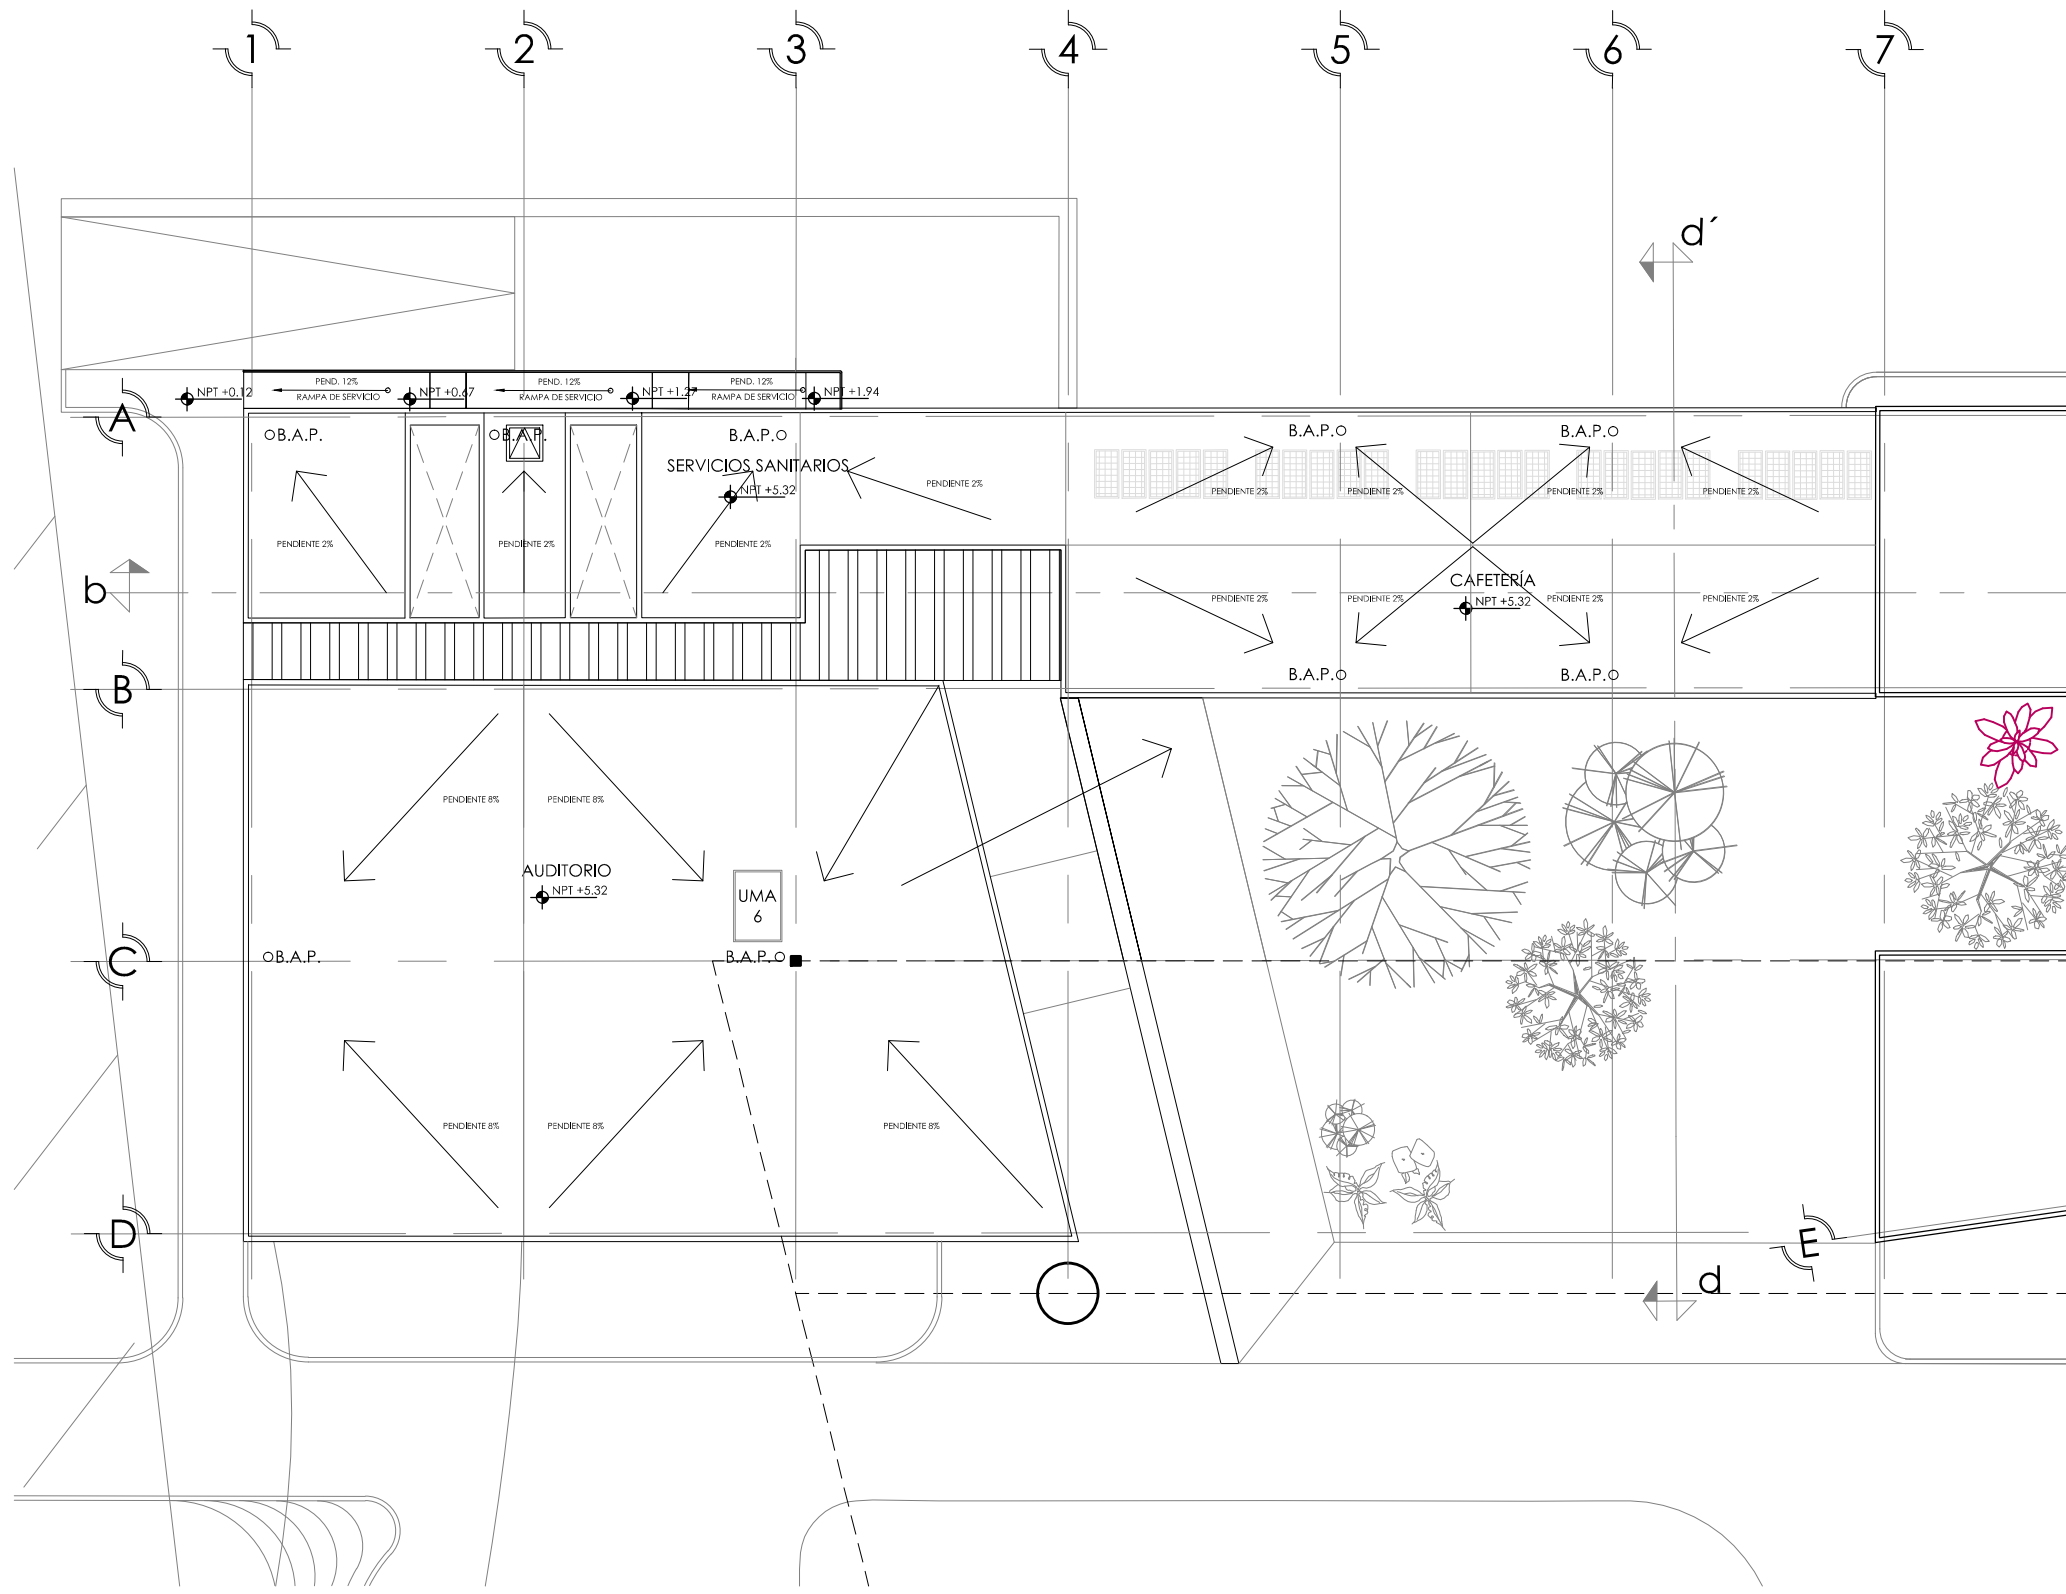 1 2 3 4 5 6 7
d´
PEND. 12% PEND. 12% PEND. 12%
NPT +0.12 NPT +0.67 NPT +1.27 NPT +1.94
RAMPA DE SERVICIO RAMPA DE SERVICIO RAMPA DE SERVICIO
A
B.A.P. B.A.P. B.A.P. B.A.P. B.A.P.
SERVICIOS SANITARIOS
NPT +5.32
PENDIENTE 2%
PENDIENTE 2% PENDIENTE 2% PENDIENTE 2% PENDIENTE 2%
PENDIENTE 2% PENDIENTE 2% PENDIENTE 2%
b
CAFETERÍA
NPT +5.32
PENDIENTE 2% PENDIENTE 2% PENDIENTE 2% PENDIENTE 2%
B.A.P. B.A.P.
B
PENDIENTE 8% PENDIENTE 8%
AUDITORIO
NPT +5.32
UMA
6
C
B.A.P. B.A.P.
PENDIENTE 8% PENDIENTE 8% PENDIENTE 8%
D
E
d